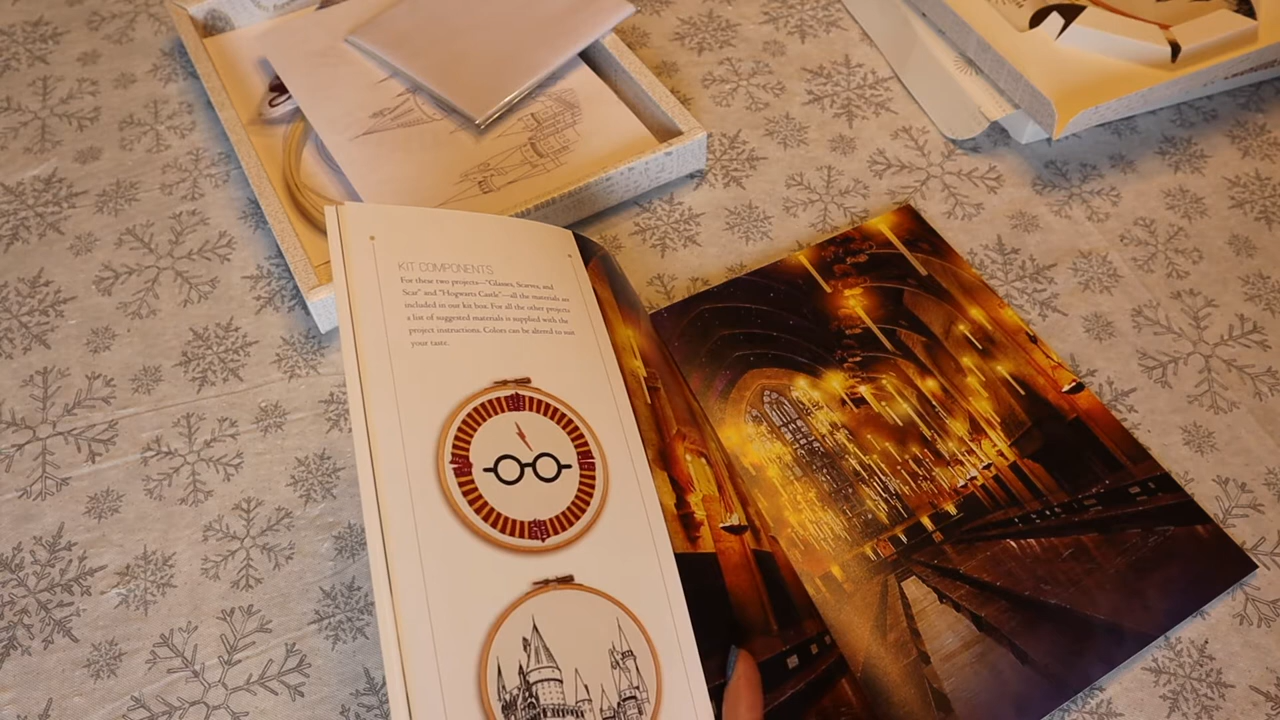 KIT COMPONENTS
For these two projects—"Glasses, Scarves, and
Scar" and "Hogwarts Castle"—all the materials are
included in our kit box. For all the other projects
a list of suggested materials is supplied with the
project instructions. Colors can be altered to suit
your taste.